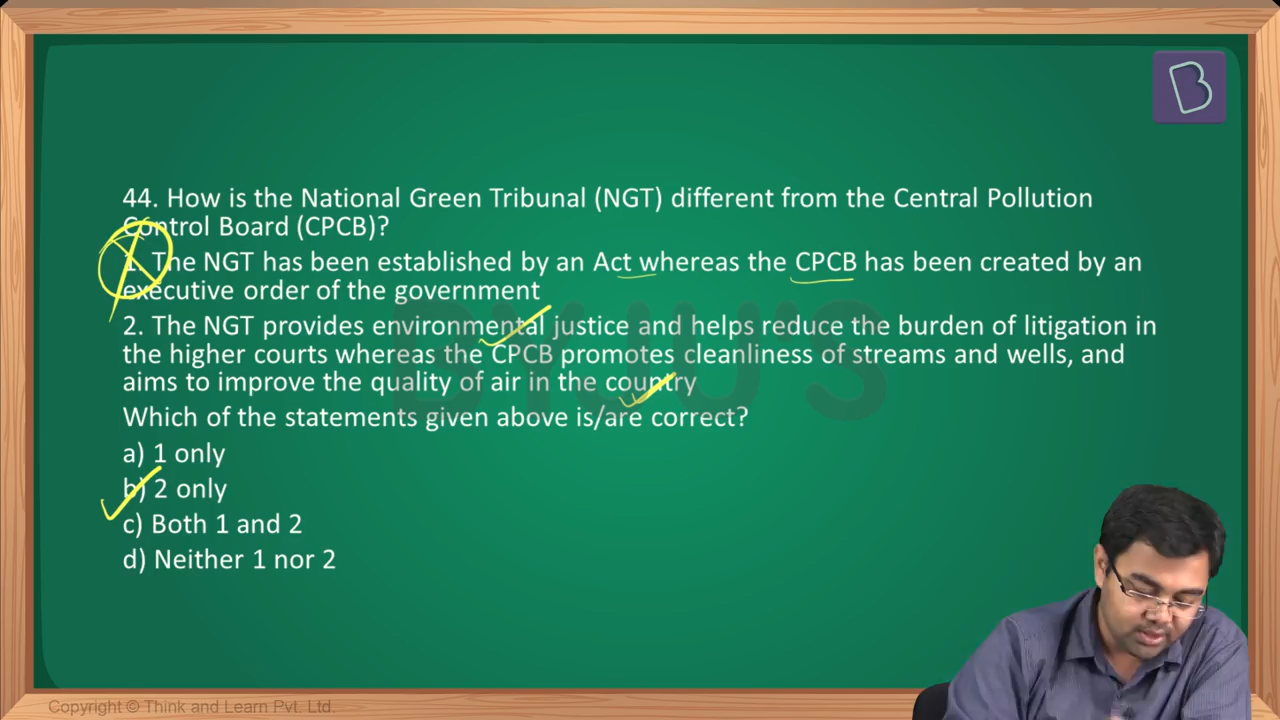 44. How is the National Green Tribunal (NGT) different from the Central Pollution
Control Board (CPCB)?
1. The NGT has been established by an Act whereas the CPCB has been created by an
executive order of the government
2. The NGT provides environmental justice and helps reduce the burden of litigation in
the higher courts whereas the CPCB promotes cleanliness of streams and wells, and
aims to improve the quality of air in the country
Which of the statements given above is/are correct?
a) 1 only
b) 2 only
c) Both 1 and 2
d) Neither 1 nor 2
BYJU'S
B
Copyright © Think and Learn Pvt. Ltd.